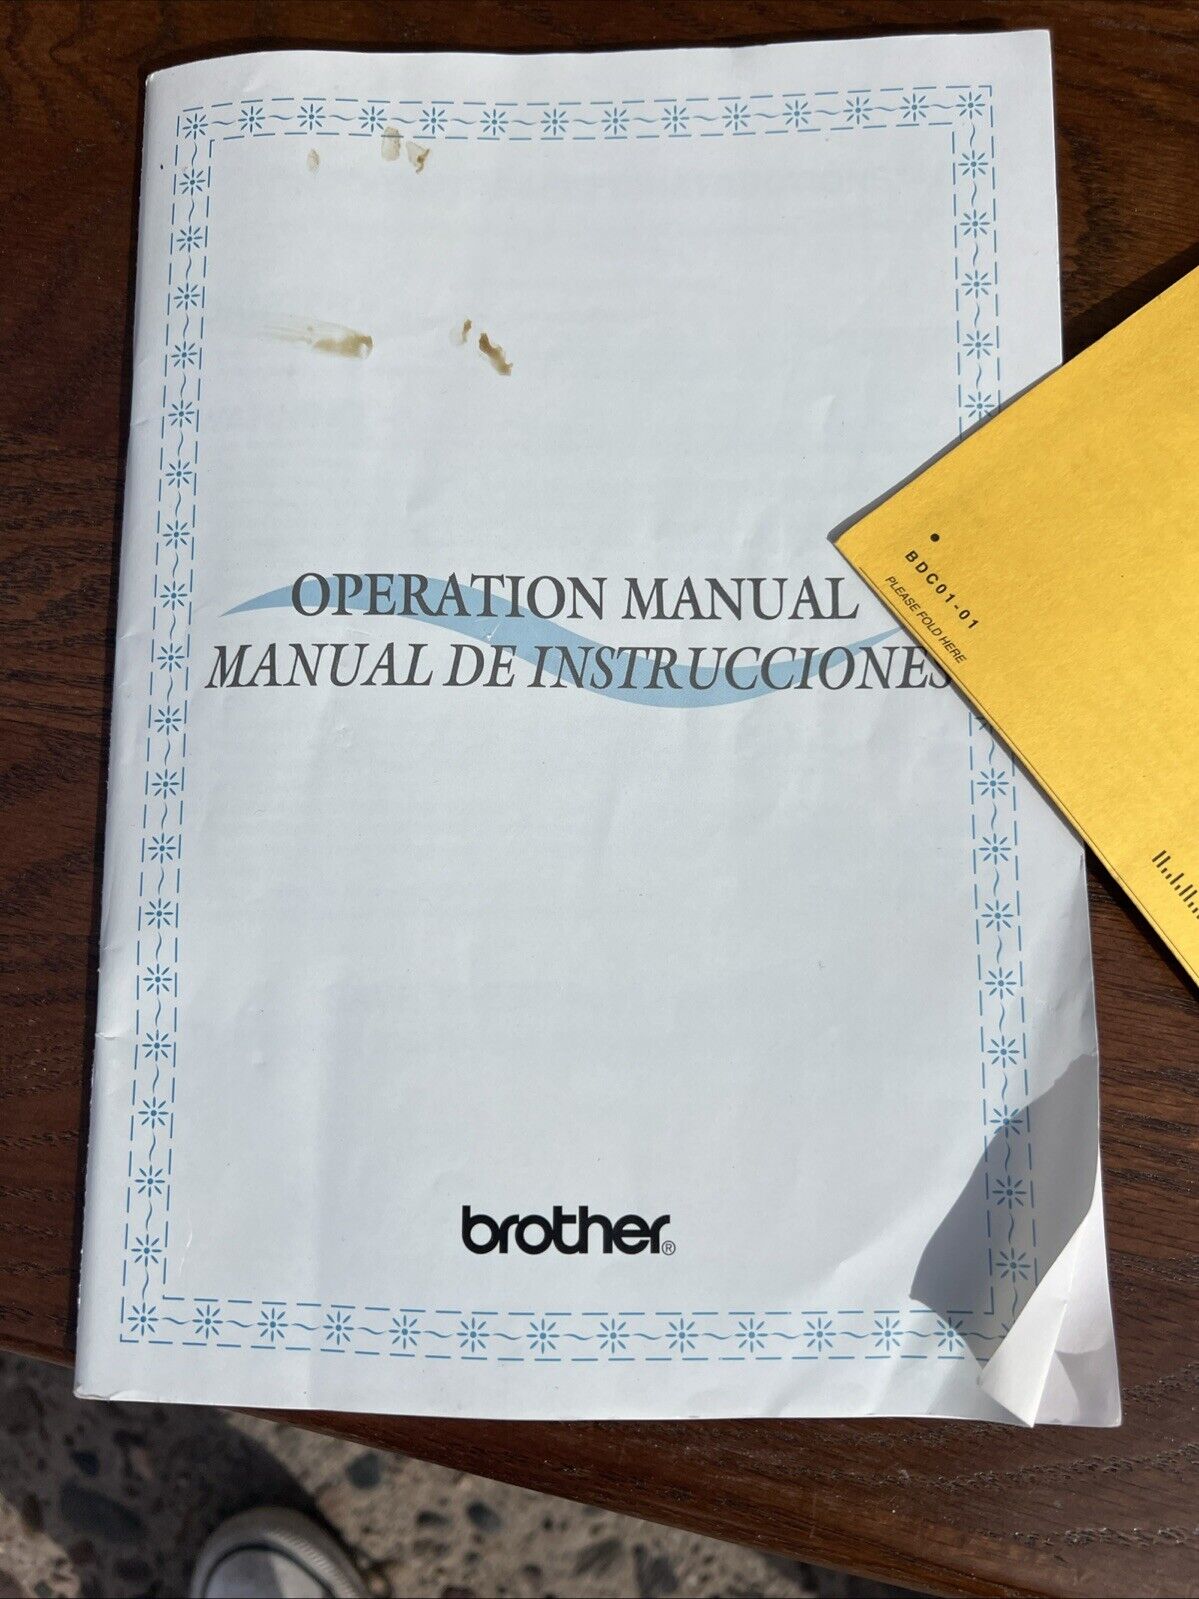 OPERATION MANUAL
MANUAL DE INSTRUCCIONES
BDC01-01
PLEASE FOLD HERE
brother®